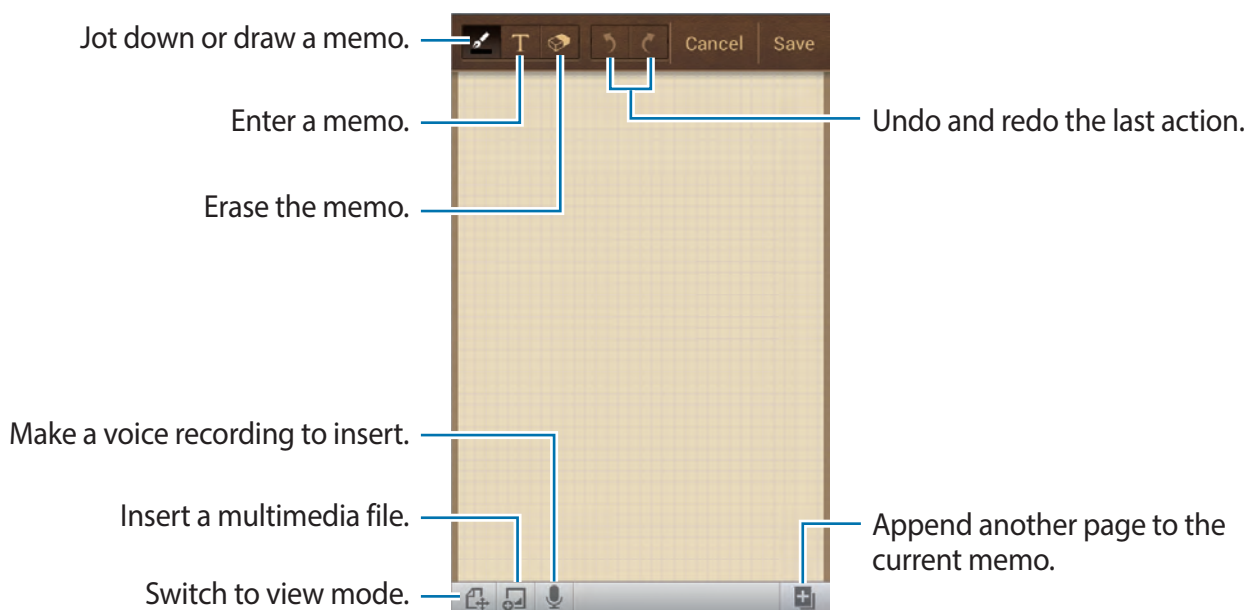 Jot down or draw a memo.
T
Cancel
Save
Enter a memo.
Undo and redo the last action.
Erase the memo.
Make a voice recording to insert.
Insert a multimedia file.
Append another page to the
current memo.
Switch to view mode.